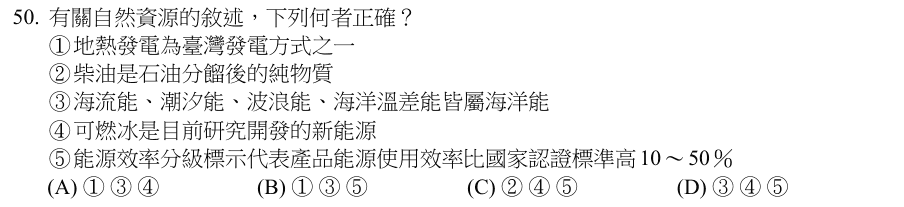 50. 有關自然資源的敘述，下列何者正確？
①地熱發電為臺灣發電方式之一
②柴油是石油分餾後的純物質
③海流能、潮汐能、波浪能、海洋溫差能皆屬海洋能
④可燃冰是目前研究開發的新能源
⑤能源效率分級標示代表產品能源使用效率比國家認證標準高10～50％
(A) ①③④ (B) ①③⑤ (C) ②④⑤ (D) ③④⑤